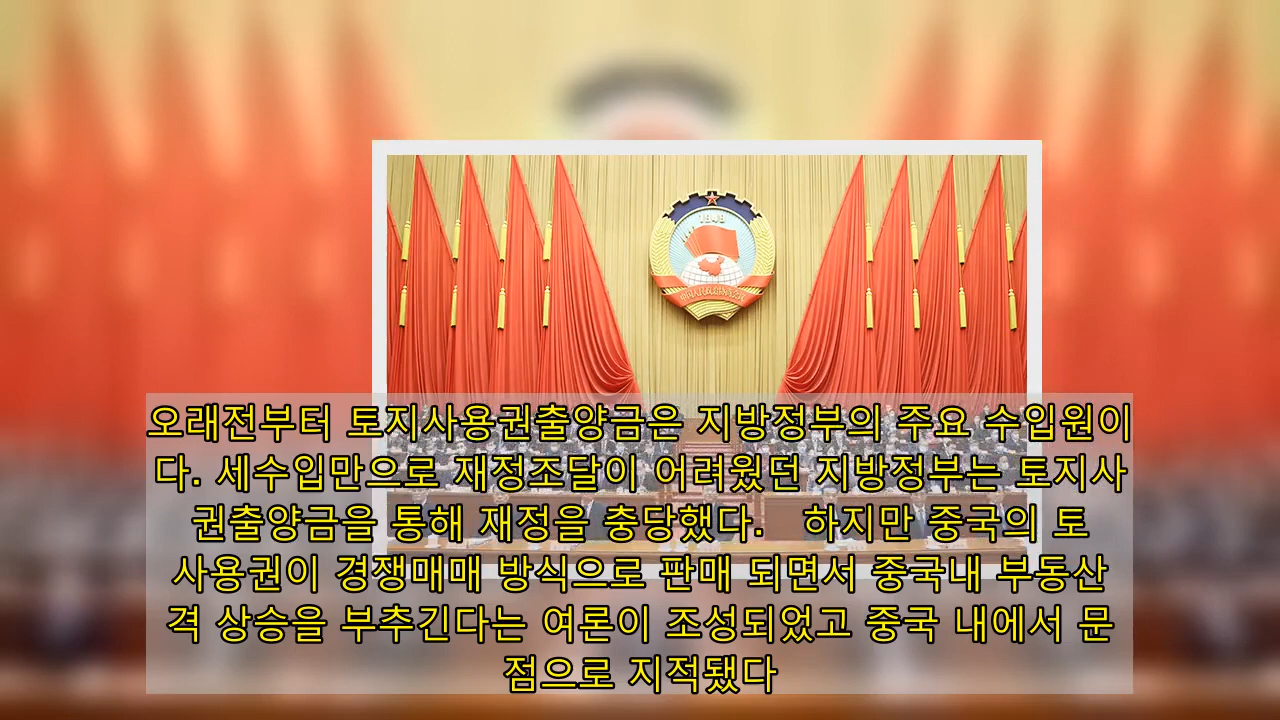 1949
오래전부터 토지사용권출양금은 지방정부의 주요 수입원이
다. 세수입만으로 재정조달이 어려웠던 지방정부는 토지사
권출양금을 통해 재정을 충당했다. 하지만 중국의 토
사용권이 경쟁매매 방식으로 판매 되면서 중국내 부동산
격 상승을 부추긴다는 여론이 조성되었고 중국 내에서 문
점으로 지적됐다